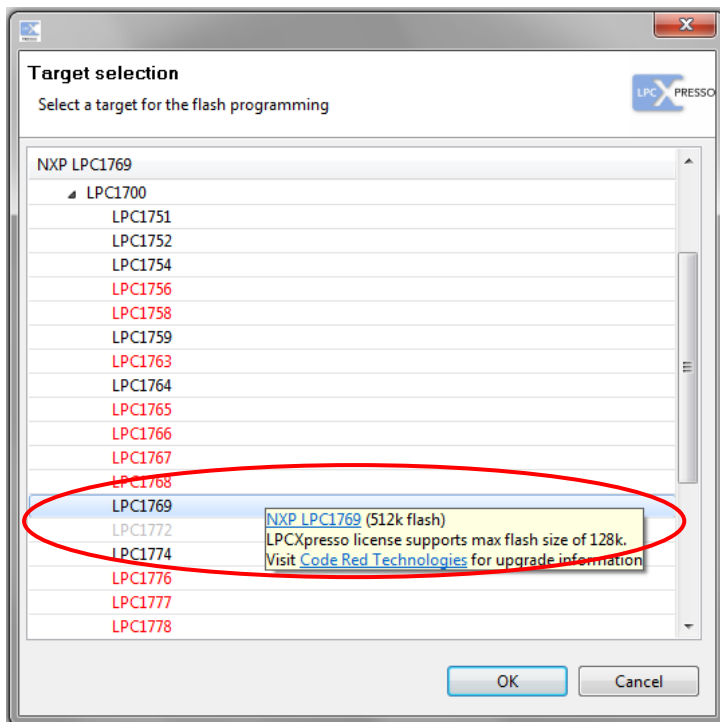 Target selection
Select a target for the flash programming
LPC XPRESSO
NXP LPC1769
LPC1700
LPC1751
LPC1752
LPC1754
LPC1756
LPC1758
LPC1759
LPC1763
LPC1764
LPC1765
LPC1766
LPC1767
LPC1768
LPC1769
NXP LPC1769 (512k flash)
LPC1772
LPCXpresso license supports max flash size of 128k.
LPC1774
Visit Code Red Technologies for upgrade information
LPC1776
LPC1777
LPC1778
OK
Cancel